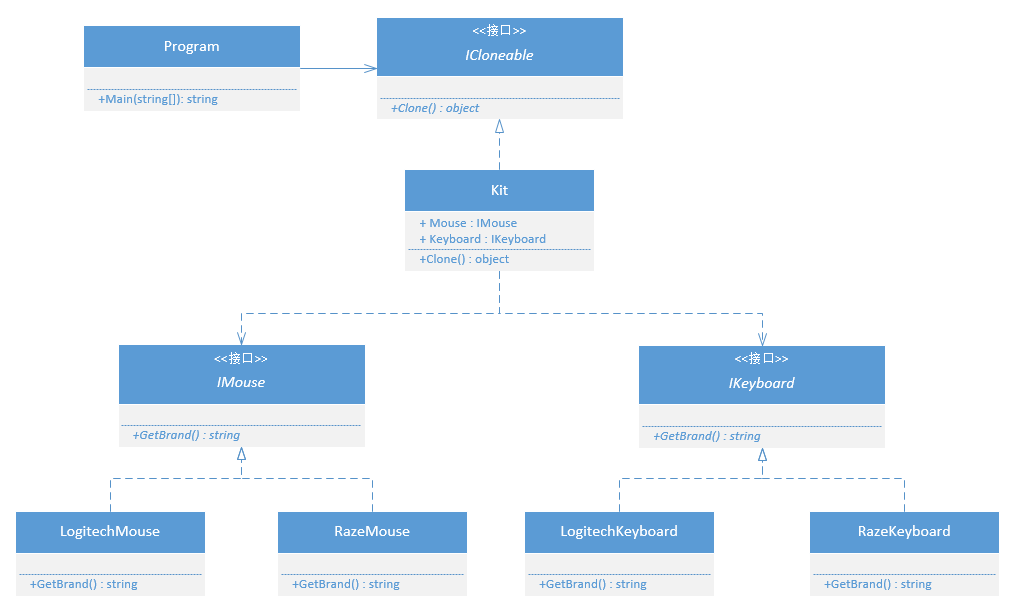 Program
+Main(string[]): string
<<接口>>
ICloneable
+Clone() : object
Kit
+ Mouse : IMouse
+ Keyboard : IKeyboard
+Clone() : object
<<接口>>
IMouse
+GetBrand() : string
<<接口>>
IKeyboard
+GetBrand() : string
LogitechMouse
+GetBrand() : string
RazeMouse
+GetBrand() : string
LogitechKeyboard
+GetBrand() : string
RazeKeyboard
+GetBrand() : string